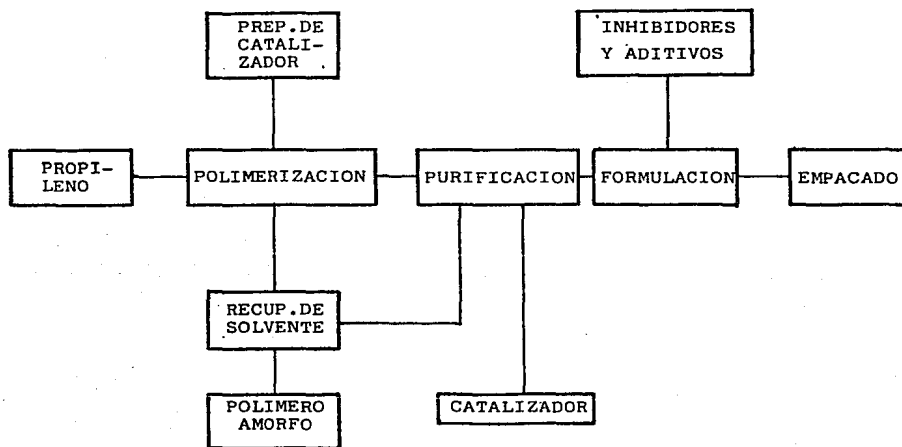 PREP.DE
CATALI-
ZADOR
INHIBIDORES
Y ADITIVOS
PROPI-
LENO
POLIMERIZACION
PURIFICACION
FORMULACION
EMPACADO
RECUP.DE
SOLVENTE
POLIMERO
AMORFO
CATALIZADOR